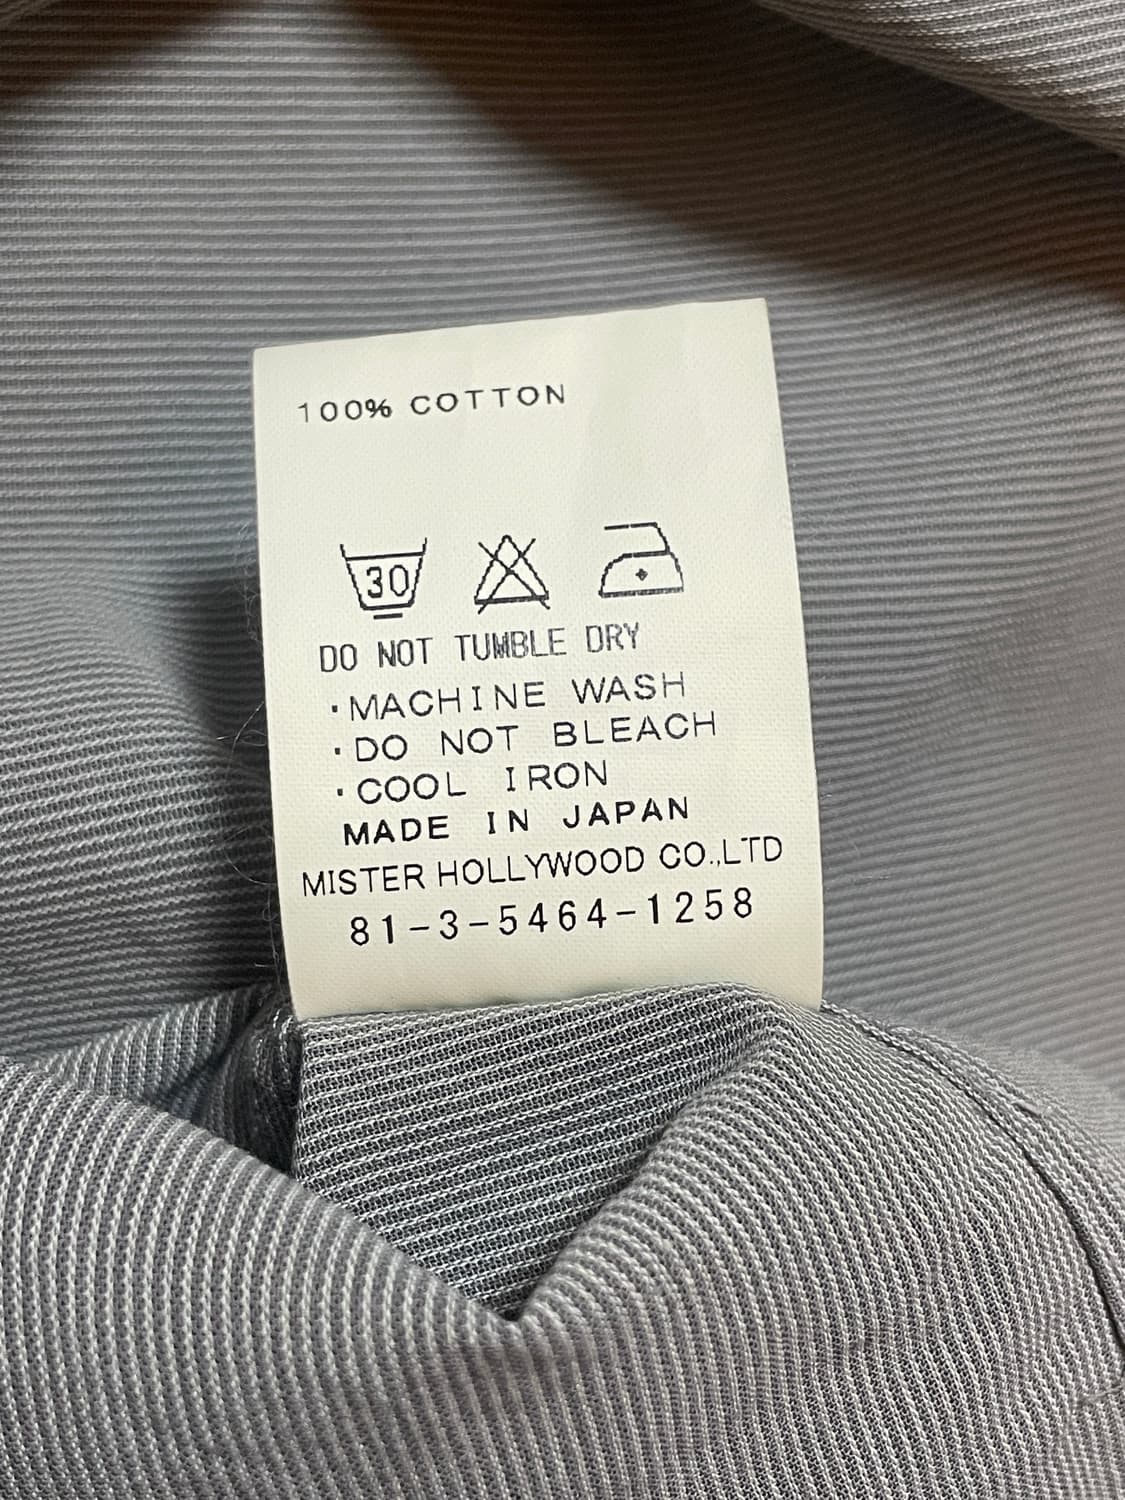 100% COTTON
30
DO NOT TUMBLE DRY
・MACHINE WASH
・DO NOT BLEACH
・COOL IRON
MADE IN JAPAN
MISTER HOLLYWOOD CO.,LTD
81-3-5464-1258